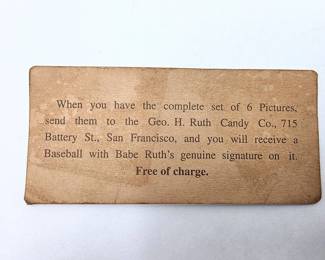 When you have the complete set of 6 Pictures,
send them to the Geo. H. Ruth Candy Co., 715
Battery St., San Francisco, and you will receive a
Baseball with Babe Ruth's genuine signature on it.
Free of charge.